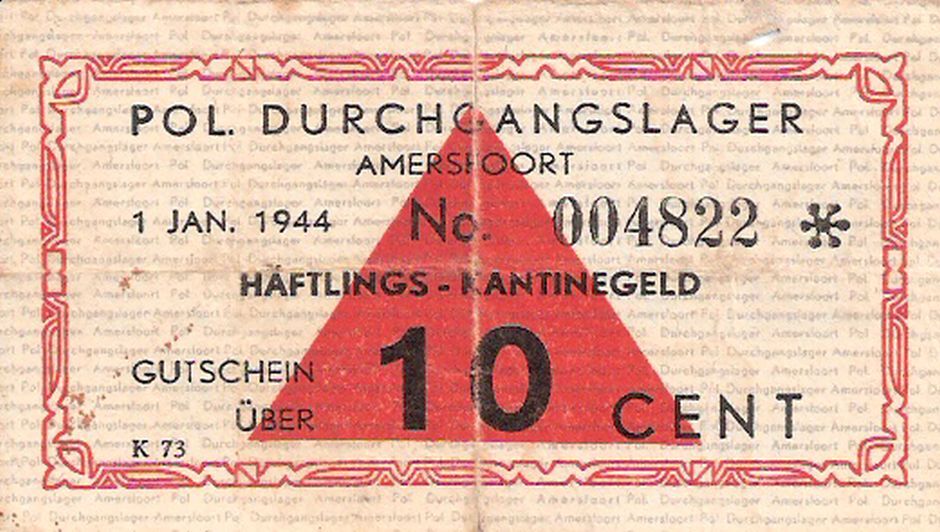 POL. DURCHGANGSLAGER
AMERSFOORT
1 JAN. 1944 No. 004822 *
HÄFTLINGS - KANTINEGELD
GUTSCHEIN
ÜBER
10 CENT
K 73